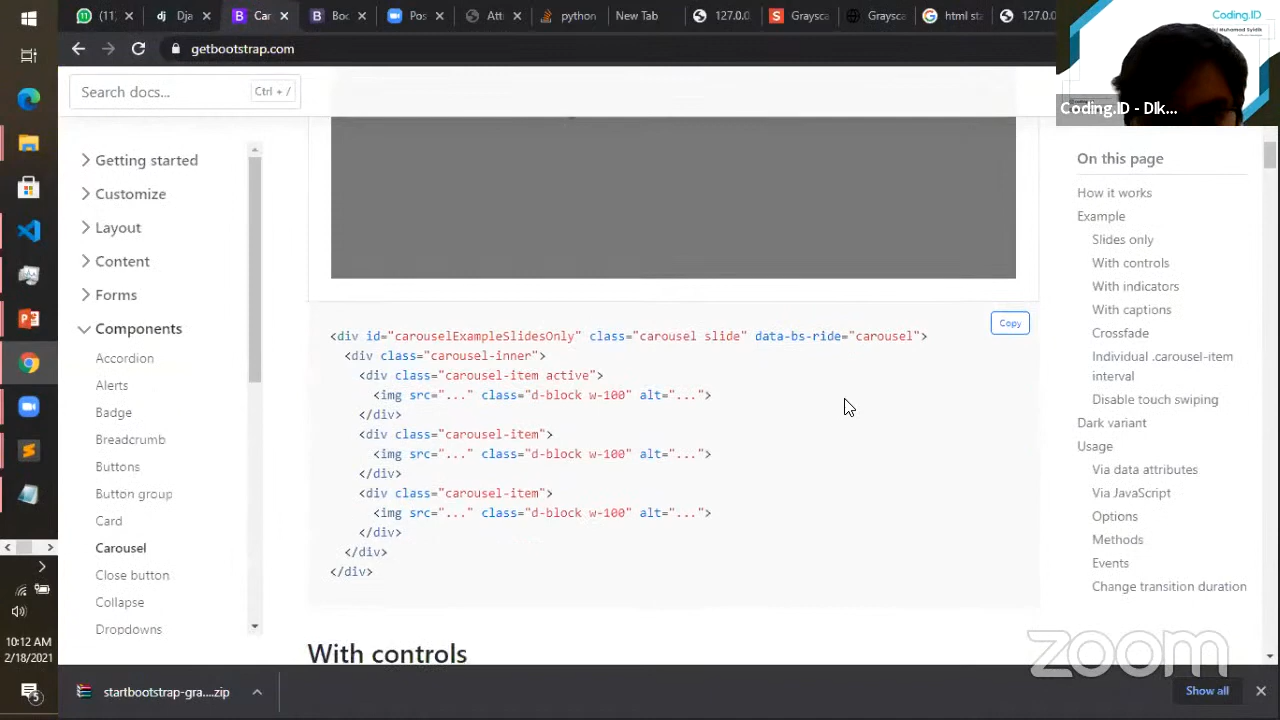 (11)
Dja
Car
Boo
Pos
Att
python
New Tab
127.0.0
Grayscal
Grayscal
html sta
127.0.
getbootstrap.com
Coding.ID
Muhamad Syidik
Coding.ID - Dik...
Search docs...
Ctrl + /
Getting started
Customize
Layout
Content
Forms
Components
Accordion
Alerts
Badge
Breadcrumb
Buttons
Button group
Card
Carousel
Close button
Collapse
Dropdowns
Copy
<div id="carouselExampleSlidesOnly" class="carousel slide" data-bs-ride="carousel">
<div class="carousel-inner">
<div class="carousel-item active">
<img src="..." class="d-block w-100" alt="...">
</div>
<div class="carousel-item">
<img src="..." class="d-block w-100" alt="...">
</div>
<div class="carousel-item">
<img src="..." class="d-block w-100" alt="...">
</div>
</div>
</div>
With controls
On this page
How it works
Example
Slides only
With controls
With indicators
With captions
Crossfade
Individual .carousel-item
interval
Disable touch swiping
Dark variant
Usage
Via data attributes
Via JavaScript
Options
Methods
Events
Change transition duration
zoom
10:12 AM
2/18/2021
5
startbootstrap-gra....zip
Show all